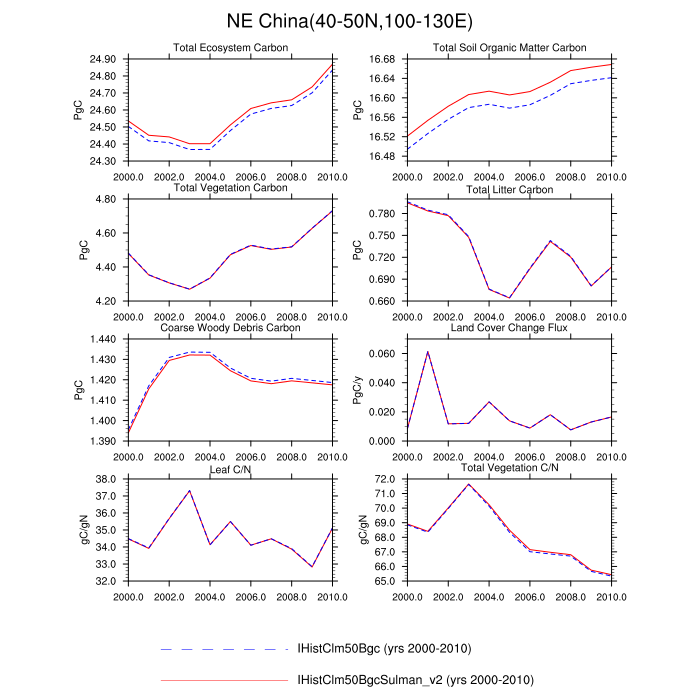 NE China(40-50N,100-130E)
Total Ecosystem Carbon
PgC
24.90
24.80
24.70
24.60
24.50
24.40
24.30
2000.0 2002.0 2004.0 2006.0 2008.0 2010.0
Total Soil Organic Matter Carbon
PgC
16.68
16.64
16.60
16.56
16.52
16.48
2000.0 2002.0 2004.0 2006.0 2008.0 2010.0
Total Vegetation Carbon
PgC
4.80
4.60
4.40
4.20
2000.0 2002.0 2004.0 2006.0 2008.0 2010.0
Total Litter Carbon
PgC
0.780
0.750
0.720
0.690
0.660
2000.0 2002.0 2004.0 2006.0 2008.0 2010.0
Coarse Woody Debris Carbon
PgC
1.440
1.430
1.420
1.410
1.400
1.390
2000.0 2002.0 2004.0 2006.0 2008.0 2010.0
Land Cover Change Flux
PgC/y
0.060
0.040
0.020
0.000
2000.0 2002.0 2004.0 2006.0 2008.0 2010.0
Leaf C/N
gC/gN
38.0
37.0
36.0
35.0
34.0
33.0
32.0
2000.0 2002.0 2004.0 2006.0 2008.0 2010.0
Total Vegetation C/N
gC/gN
72.0
71.0
70.0
69.0
68.0
67.0
66.0
65.0
2000.0 2002.0 2004.0 2006.0 2008.0 2010.0
IHistClm50Bgc (yrs 2000-2010)
IHistClm50BgcSulman_v2 (yrs 2000-2010)